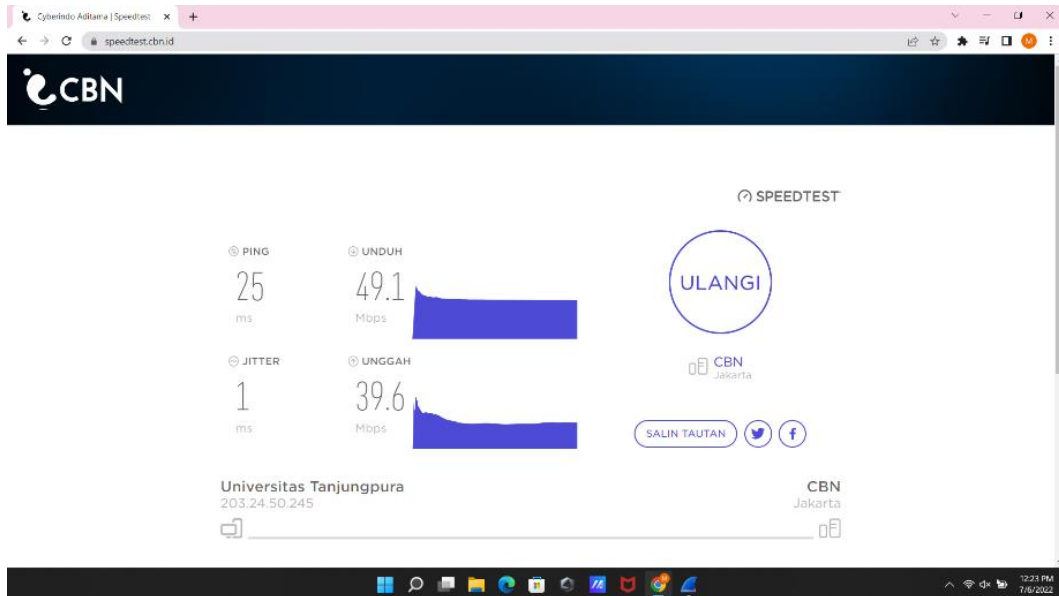 Cyberindo Aditama | Speedtest
speedtest.cbn.id
M
CBN
SPEEDTEST
PING
25
ms
UNDUH
49.1
Mbps
JITTER
1
ms
UNGGAH
39.6
Mbps
ULANGI
CBN
Jakarta
SALIN TAUTAN
Universitas Tanjungpura
203.24.50.245
CBN
Jakarta
12:23 PM
7/6/2022